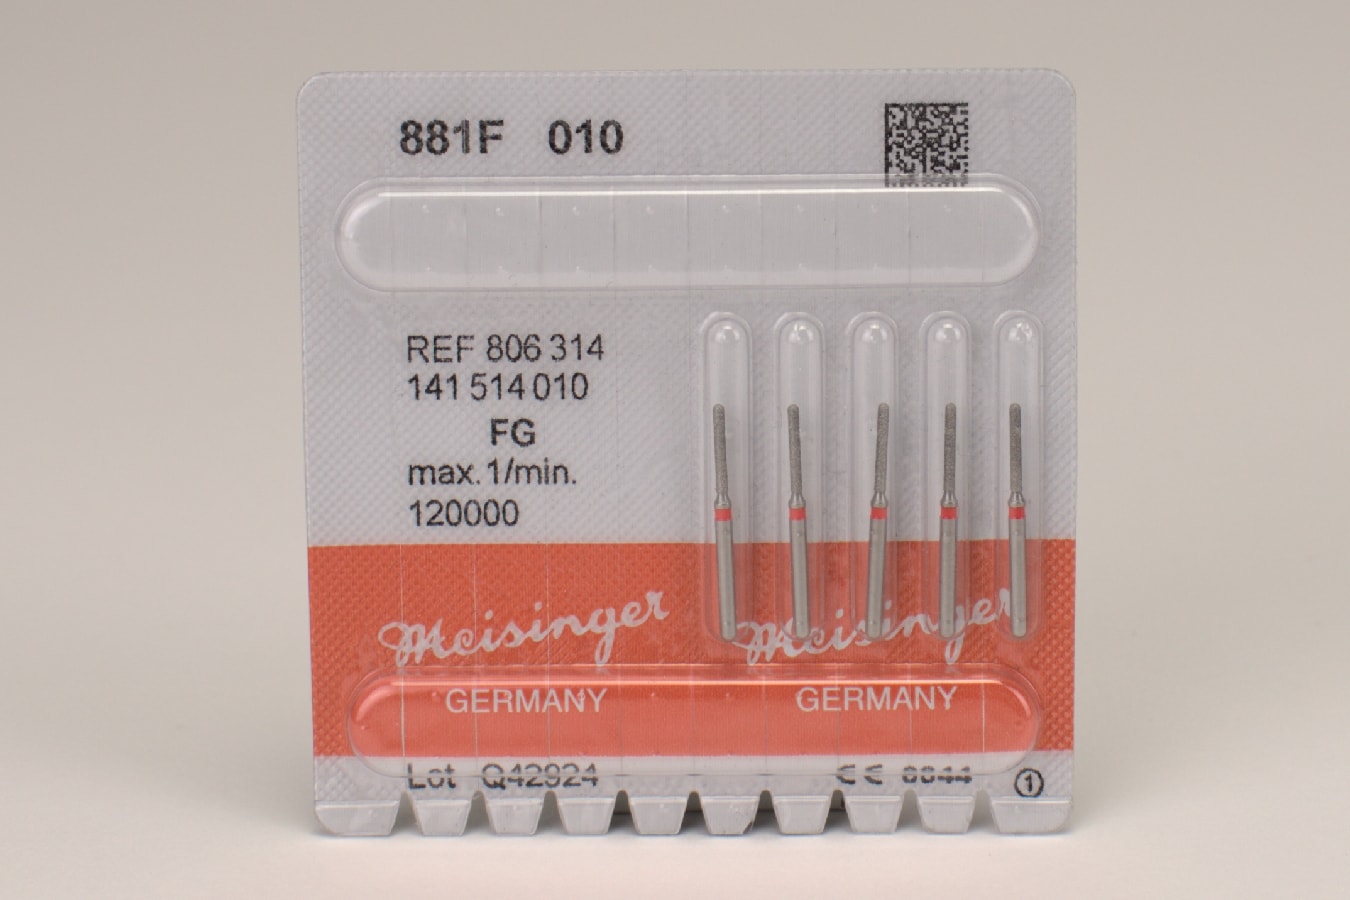 881F 010
REF 806 314
141 514 010
FG
max. 1/min.
120000
Meisinger Meisinger
GERMANY GERMANY
Lot Q42924 CE 0044 1